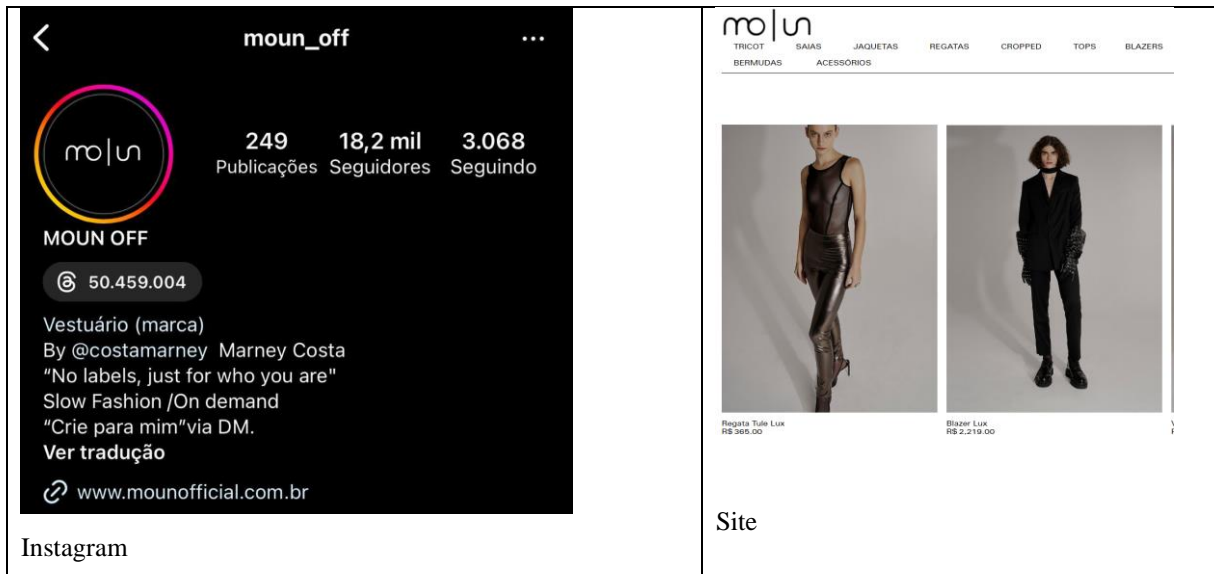 moun_off
mo|un
249 18,2 mil 3.068
Publicações Seguidores Seguindo
MOUN OFF
50.459.004
Vestuário (marca)
By @costamarney Marney Costa
“No labels, just for who you are"
Slow Fashion /On demand
“Crie para mim”via DM.
Ver tradução
www.mounofficial.com.br
Instagram
mo|un
TRICOT SAIAS JAQUETAS REGATAS CROPPED TOPS BLAZERS
BERMUDAS ACESSÓRIOS
Regata Tule Lux
R$ 365.00
Blazer Lux
R$ 2,219.00
Site